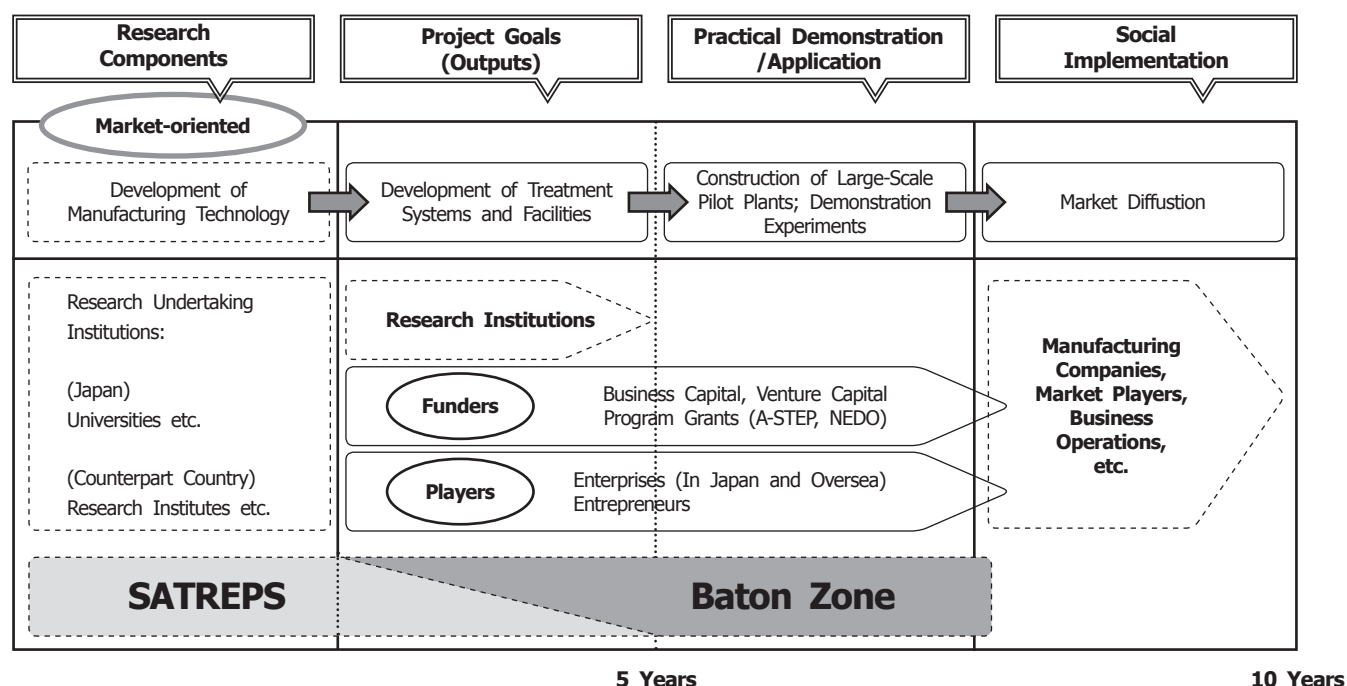 Research
Components
Project Goals
(Outputs)
Practical Demonstration
/Application
Social
Implementation
Market-oriented
Development of
Manufacturing Technology
Development of Treatment
Systems and Facilities
Construction of Large-Scale
Pilot Plants; Demonstration
Experiments
Market Diffustion
Research Undertaking
Institutions:
(Japan)
Universities etc.
(Counterpart Country)
Research Institutes etc.
Research Institutions
Funders
Business Capital, Venture Capital
Program Grants (A-STEP, NEDO)
Players
Enterprises (In Japan and Oversea)
Entrepreneurs
Manufacturing
Companies,
Market Players,
Business
Operations,
etc.
SATREPS
Baton Zone
5 Years
10 Years